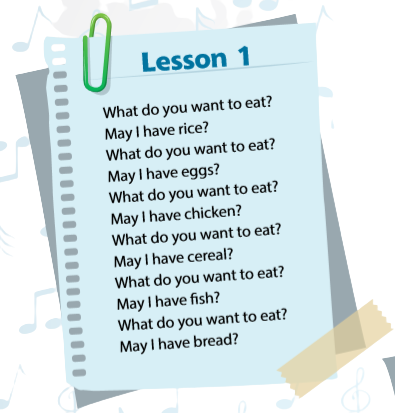 Lesson 1
What do you want to eat?
May I have rice?
What do you want to eat?
May I have eggs?
What do you want to eat?
May I have chicken?
What do you want to eat?
May I have cereal?
What do you want to eat?
May I have fish?
What do you want to eat?
May I have bread?